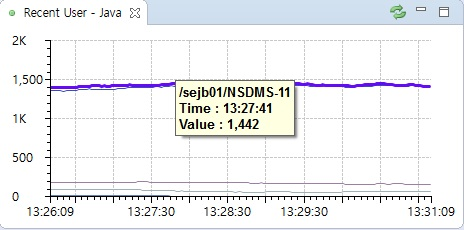 Recent User - Java
2K
1,500
1K
500
0
/sejb01/NSDMS-11
Time : 13:27:41
Value : 1,442
13:26:09 13:27:30 13:28:30 13:29:30 13:31:09